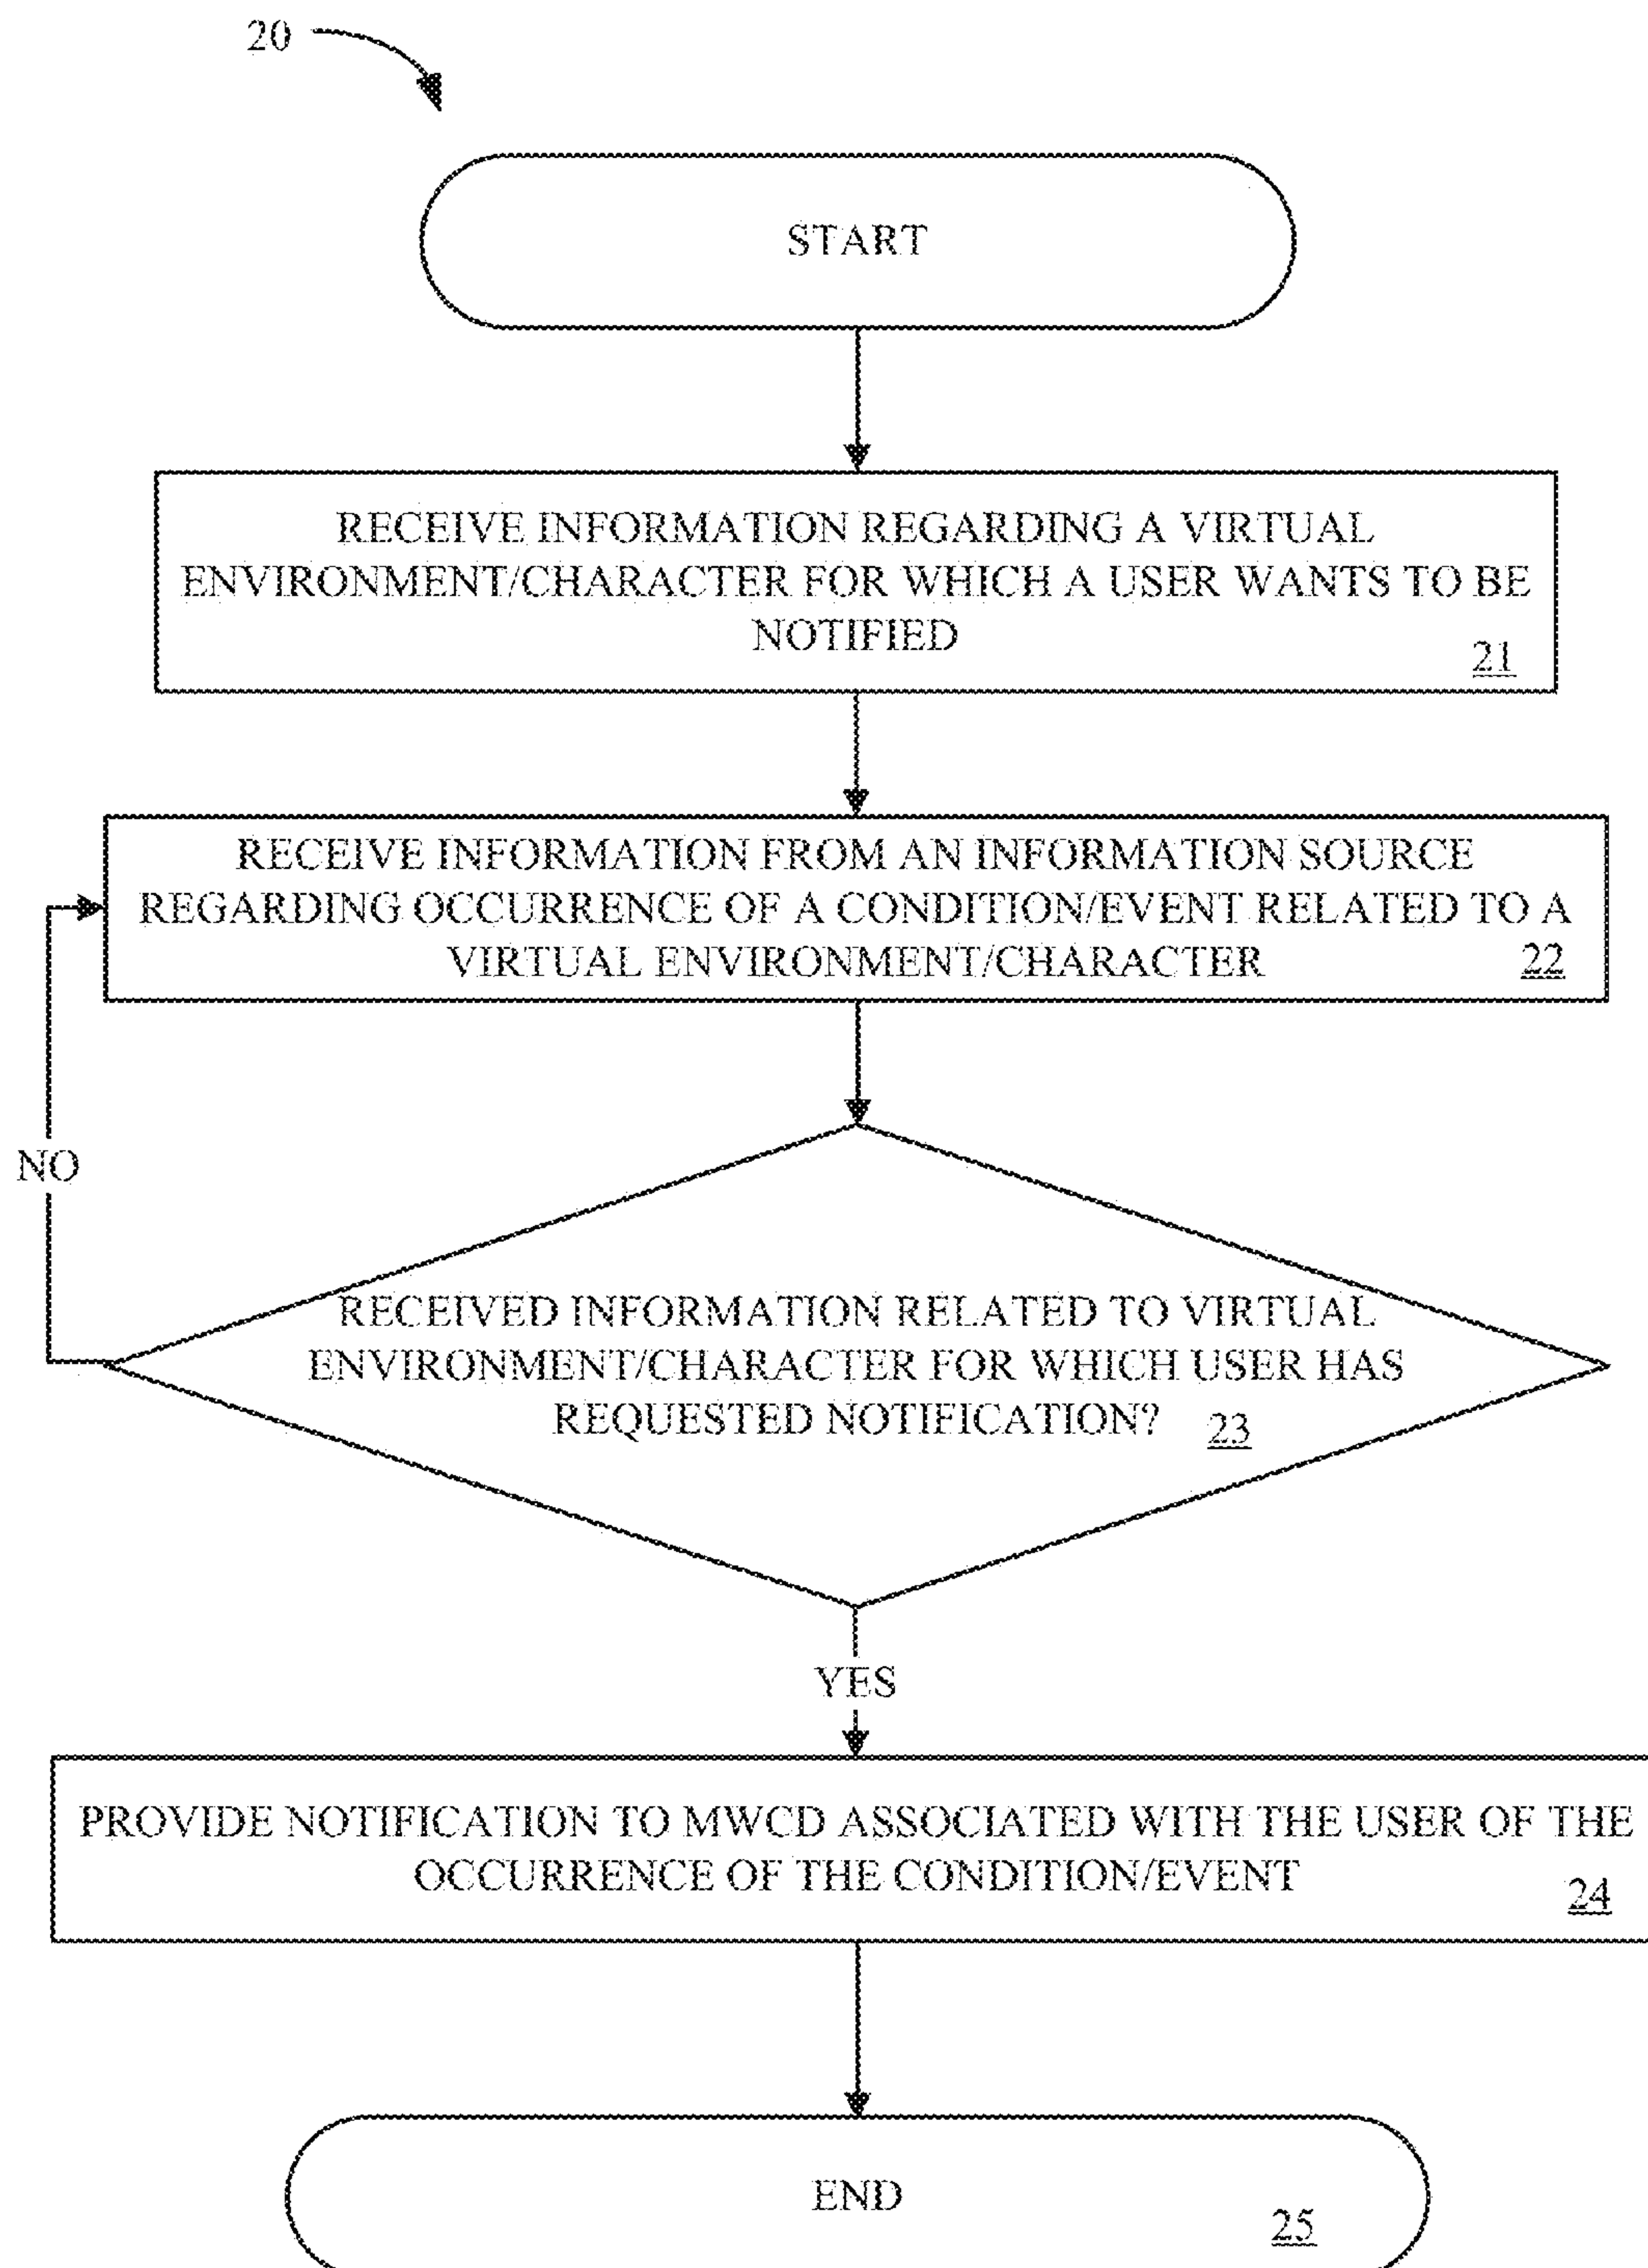 20
START
RECEIVE INFORMATION REGARDING A VIRTUAL
ENVIRONMENT/CHARACTER FOR WHICH A USER WANTS TO BE
NOTIFIED
21
RECEIVE INFORMATION FROM AN INFORMATION SOURCE
REGARDING OCCURRENCE OF A CONDITION/EVENT RELATED TO A
VIRTUAL ENVIRONMENT/CHARACTER
22
NO
RECEIVED INFORMATION RELATED TO VIRTUAL
ENVIRONMENT/CHARACTER FOR WHICH USER HAS
REQUESTED NOTIFICATION?
23
YES
PROVIDE NOTIFICATION TO MWCD ASSOCIATED WITH THE USER OF THE
OCCURRENCE OF THE CONDITION/EVENT
24
END
25